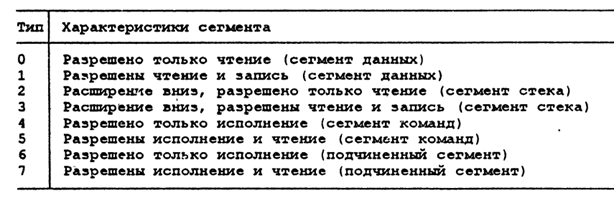 Тип Характеристики сегмента
0 Разрешено только чтение (сегмент данных)
1 Разрешены чтение и запись (сегмент данных)
2 Расширение вниз, разрешено только чтение (сегмент стека)
3 Расширение вниз, разрешены чтение и запись (сегмент стека)
4 Разрешено только исполнение (сегмент команд)
5 Разрешены исполнение и чтение (сегмент команд)
6 Разрешено только исполнение (подчиненный сегмент)
7 Разрешены исполнение и чтение (подчиненный сегмент)